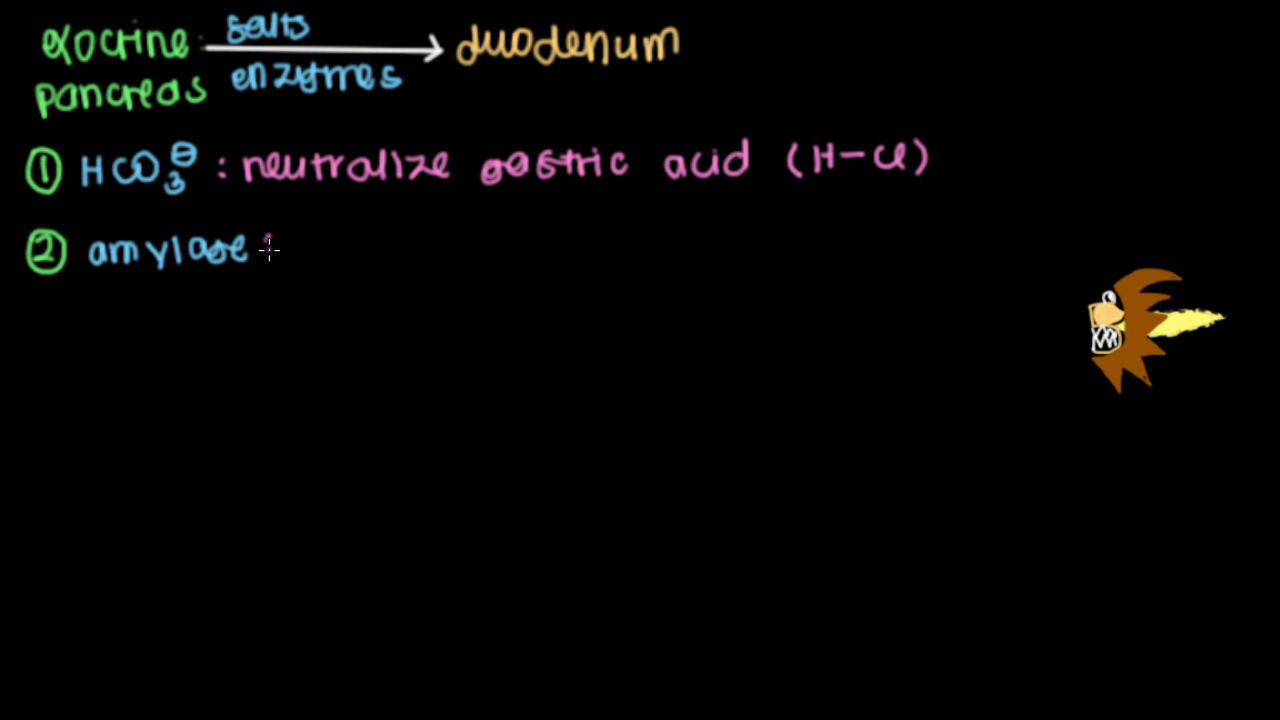 exocrine salts → duodenum
pancreas enzymes
① HCO₃⊖ : neutralize gastric acid (H-Cl)
② amylase :